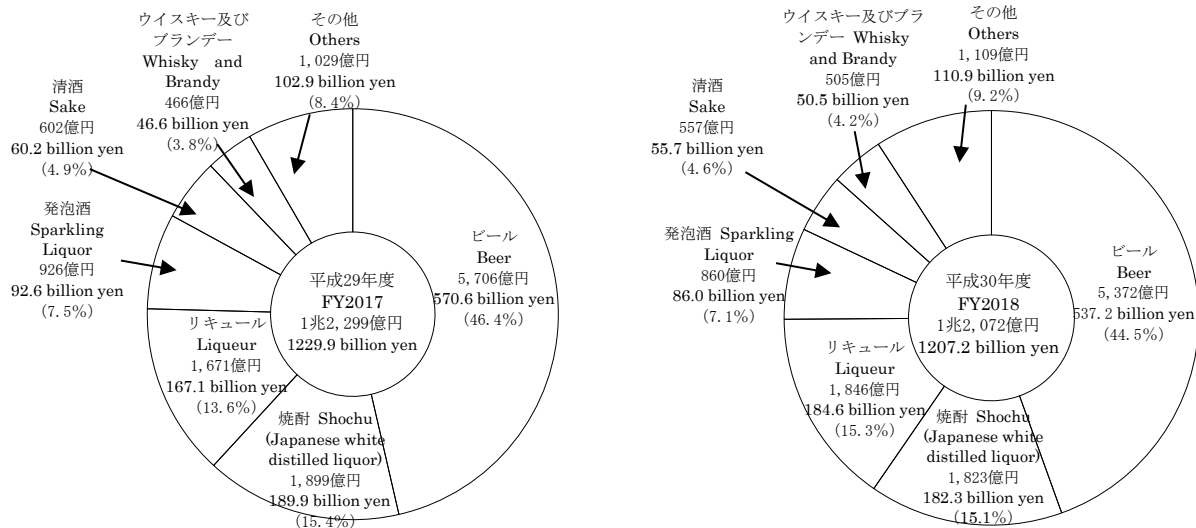 ウイスキー及び
ブランデー
Whisky and
Brandy
466億円
46.6 billion yen
(3.8%)
その他
Others
1,029億円
102.9 billion yen
(8.4%)
清酒
Sake
602億円
60.2 billion yen
(4.9%)
発泡酒
Sparkling
Liquor
926億円
92.6 billion yen
(7.5%)
ビール
Beer
5,706億円
570.6 billion yen
(46.4%)
平成29年度
FY2017
1兆2,299億円
1229.9 billion yen
リキュール
Liqueur
1,671億円
167.1 billion yen
(13.6%)
焼酎 Shochu
(Japanese white
distilled liquor)
1,899億円
189.9 billion yen
(15.4%)
ウイスキー及びブラ
ンデー Whisky
and Brandy
505億円
50.5 billion yen
(4.2%)
その他
Others
1,109億円
110.9 billion yen
(9.2%)
清酒
Sake
557億円
55.7 billion yen
(4.6%)
発泡酒 Sparkling
Liquor
860億円
86.0 billion yen
(7.1%)
ビール
Beer
5,372億円
537.2 billion yen
(44.5%)
平成30年度
FY2018
1兆2,072億円
1207.2 billion yen
リキュール
Liqueur
1,846億円
184.6 billion yen
(15.3%)
焼酎 Shochu
(Japanese white
distilled liquor)
1,823億円
182.3 billion yen
(15.1%)